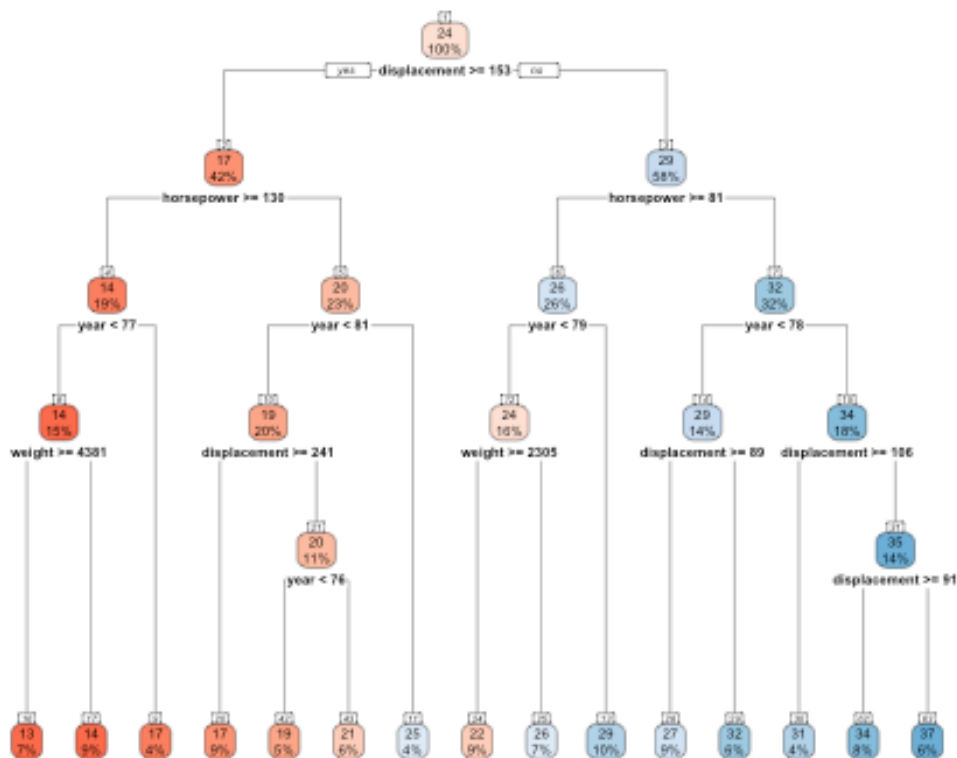 24
100%
yes displacement >= 153 no
17 29
42% 58%
horsepower >= 130 horsepower >= 81
14 20 26 32
19% 23% 26% 32%
year < 77 year < 81 year < 79 year < 78
14 19 24 29 34
15% 20% 16% 14% 18%
weight >= 4381 displacement >= 241 weight >= 2305 displacement >= 89 displacement >= 106
20 35
11% 14%
year < 76 displacement >= 91
13 14 17 17 19 21 25 22 26 29 27 32 31 34 37
7% 9% 4% 9% 5% 6% 4% 9% 7% 10% 9% 6% 4% 8% 6%